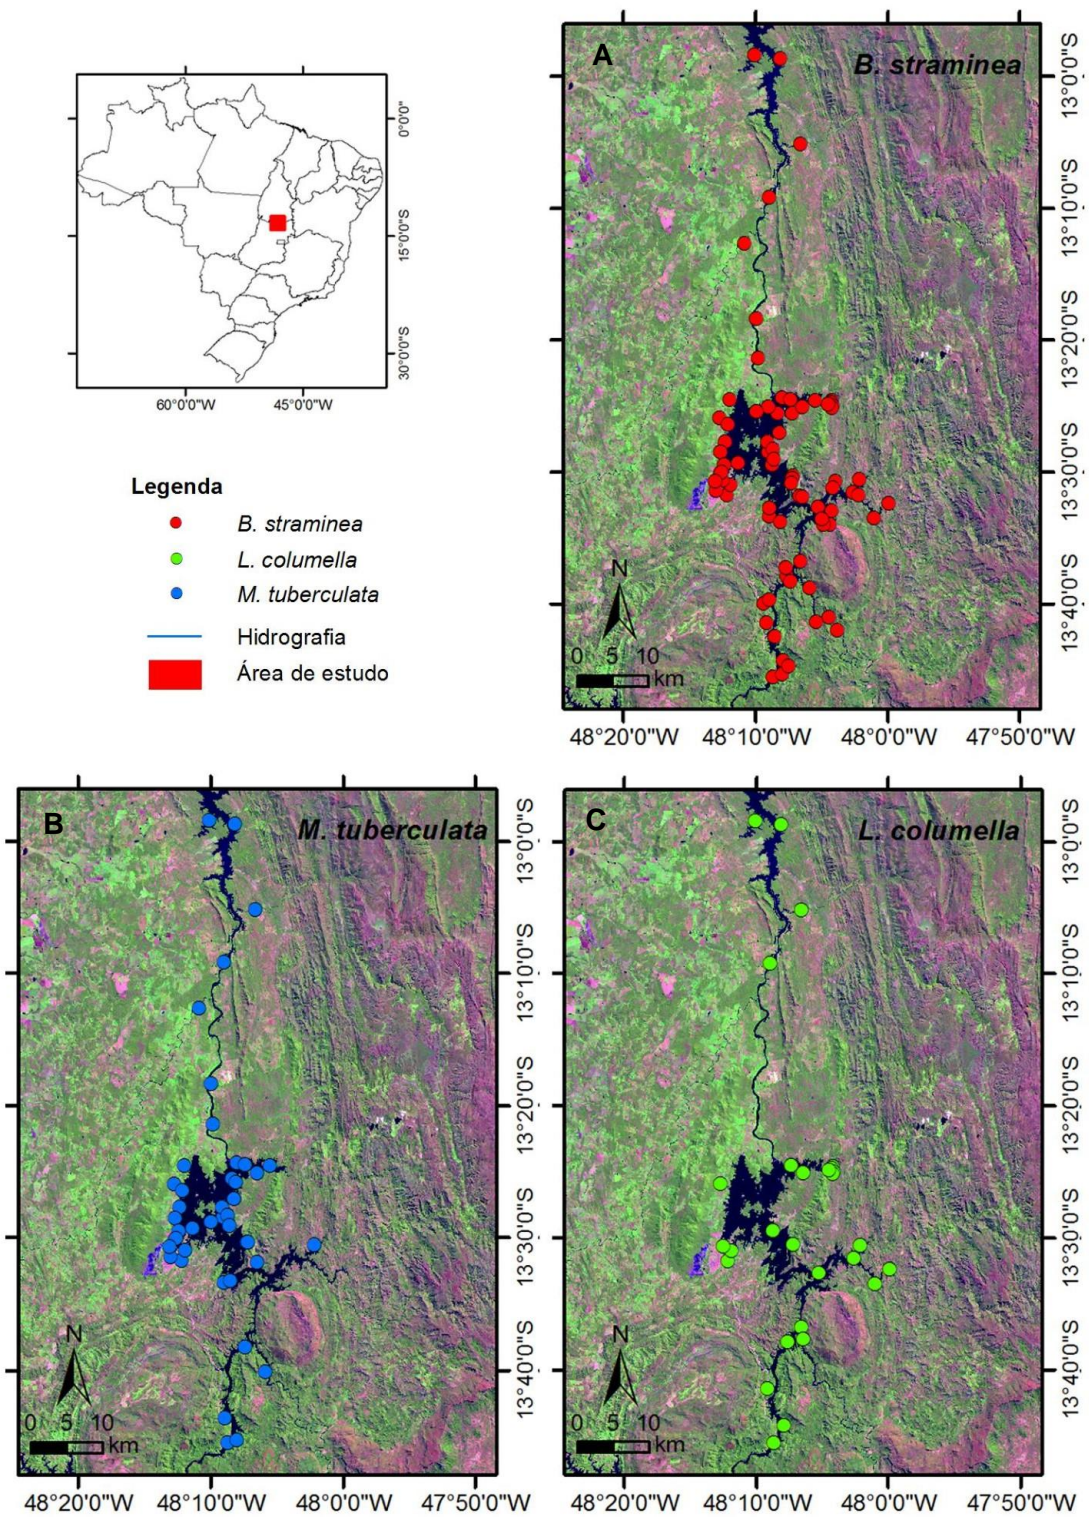 0°0'0"
15°0'0"S
30°0'0"S
60°0'0"W 45°0'0"W
Legenda
B. straminea
L. columella
M. tuberculata
Hidrografia
Área de estudo
A
B. straminea
13°0'0"S
13°10'0"S
13°20'0"S
13°30'0"S
13°40'0"S
N
0 5 10
km
48°20'0"W 48°10'0"W 48°0'0"W 47°50'0"W
B
M. tuberculata
13°0'0"S
13°10'0"S
13°20'0"S
13°30'0"S
13°40'0"S
N
0 5 10
km
48°20'0"W 48°10'0"W 48°0'0"W 47°50'0"W
C
L. columella
13°0'0"S
13°10'0"S
13°20'0"S
13°30'0"S
13°40'0"S
N
0 5 10
km
48°20'0"W 48°10'0"W 48°0'0"W 47°50'0"W